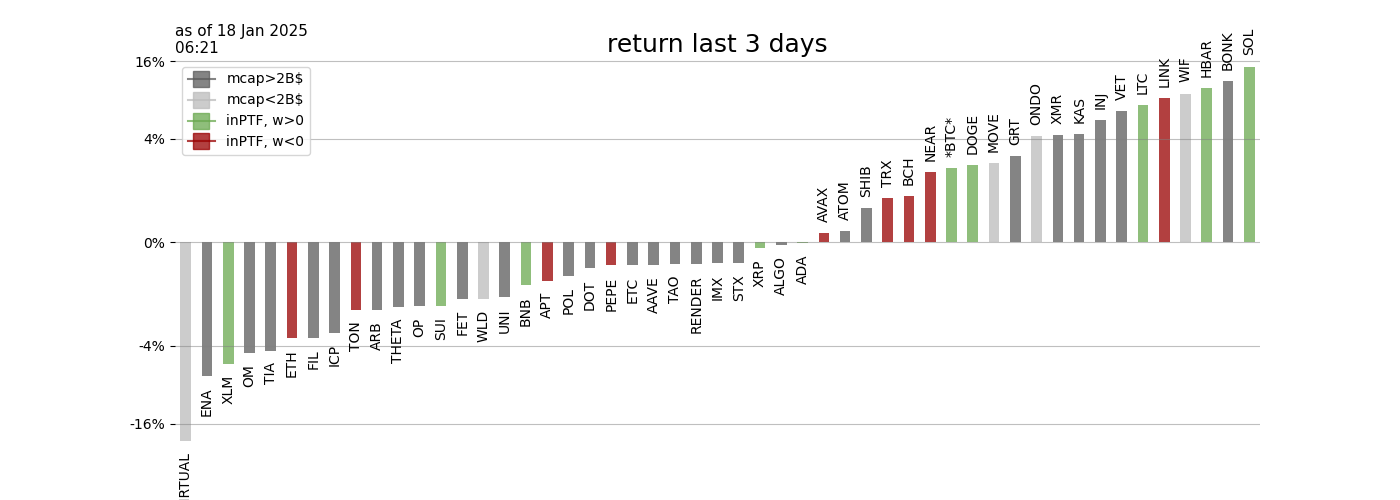 as of 18 Jan 2025
06:21
return last 3 days
16%
4%
0%
-4%
-16%
mcap>2B$
mcap<2B$
inPTF, w>0
inPTF, w<0
RTUAL
ENA
XLM
OM
TIA
ETH
FIL
ICP
TON
ARB
THETA
OP
SUI
FET
WLD
UNI
BNB
APT
POL
DOT
PEPE
ETC
AAVE
TAO
RENDER
IMX
STX
XRP
ALGO
ADA
AVAX
ATOM
SHIB
TRX
BCH
NEAR
*BTC*
DOGE
MOVE
GRT
ONDO
XMR
KAS
INJ
VET
LTC
LINK
WIF
HBAR
BONK
SOL